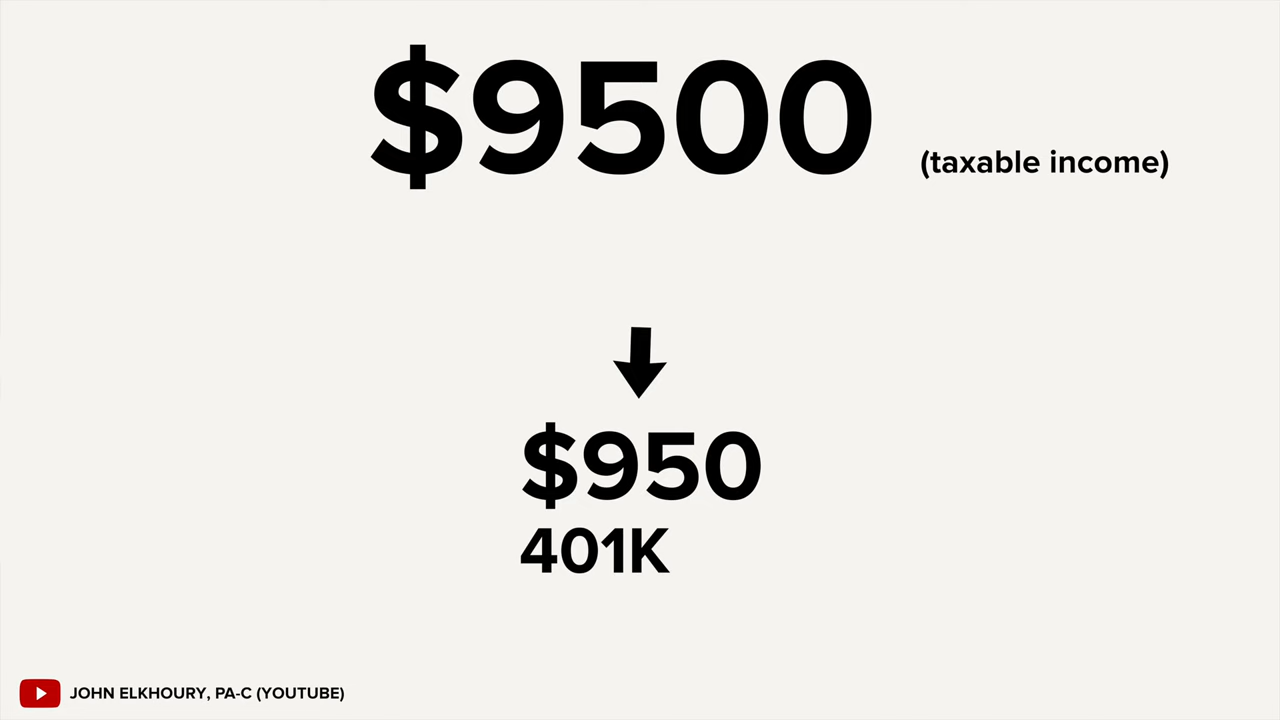 $9500
(taxable income)
$950
401K
JOHN ELKHOURY, PA-C (YOUTUBE)